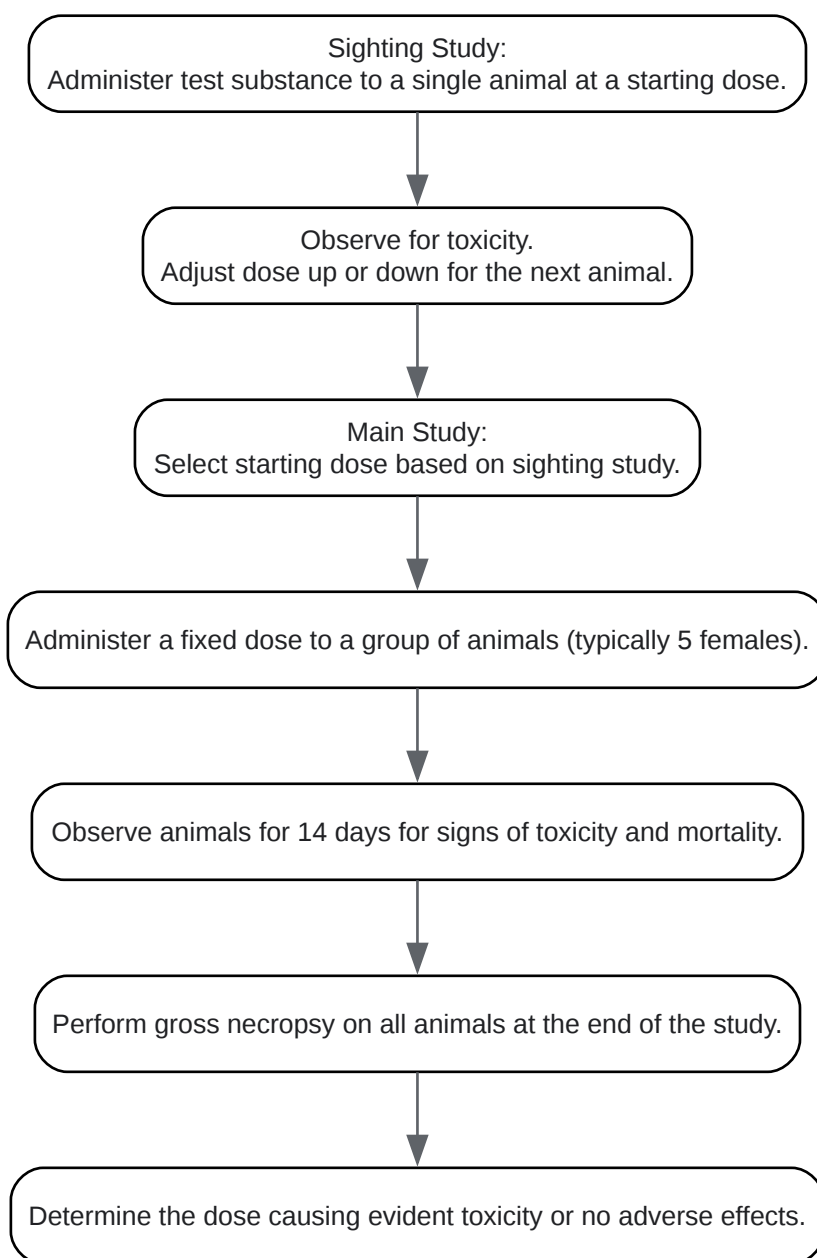 Sighting Study:
Administer test substance to a single animal at a starting dose.
Observe for toxicity.
Adjust dose up or down for the next animal.
Main Study:
Select starting dose based on sighting study.
Administer a fixed dose to a group of animals (typically 5 females).
Observe animals for 14 days for signs of toxicity and mortality.
Perform gross necropsy on all animals at the end of the study.
Determine the dose causing evident toxicity or no adverse effects.